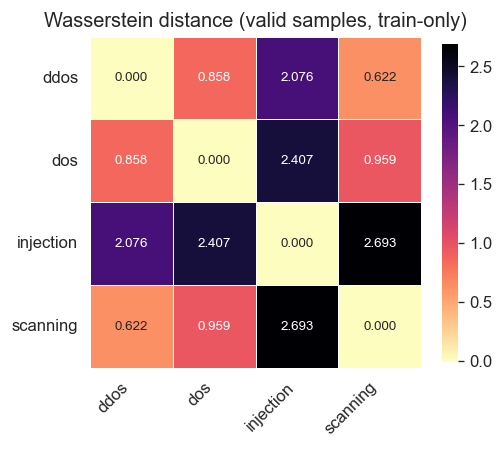 Wasserstein distance (valid samples, train-only)
ddos 0.000 0.858 2.076 0.622
dos 0.858 0.000 2.407 0.959
injection 2.076 2.407 0.000 2.693
scanning 0.622 0.959 2.693 0.000
ddos dos injection scanning
2.5
2.0
1.5
1.0
0.5
0.0